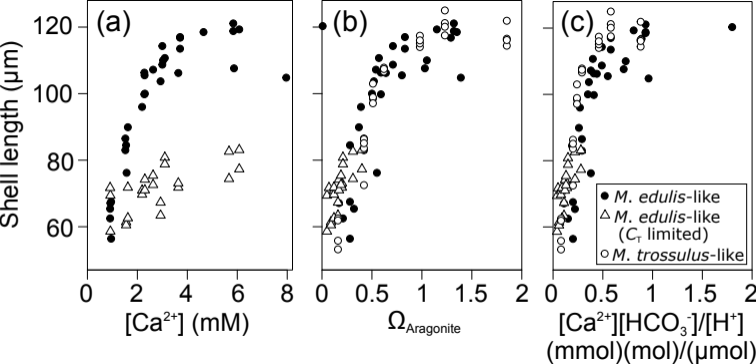 (a) (b) (c)
Shell length (µm)
120
100
80
60
0 2 4 6 8
0 0.5 1 1.5 2
0 0.5 1 1.5 2
[Ca²⁺] (mM)
Ω Aragonite
[Ca²⁺][HCO₃⁻]/[H⁺]
(mmol)(mol)/(µmol)
M. edulis-like
M. edulis-like
(C_T limited)
M. trossulus-like